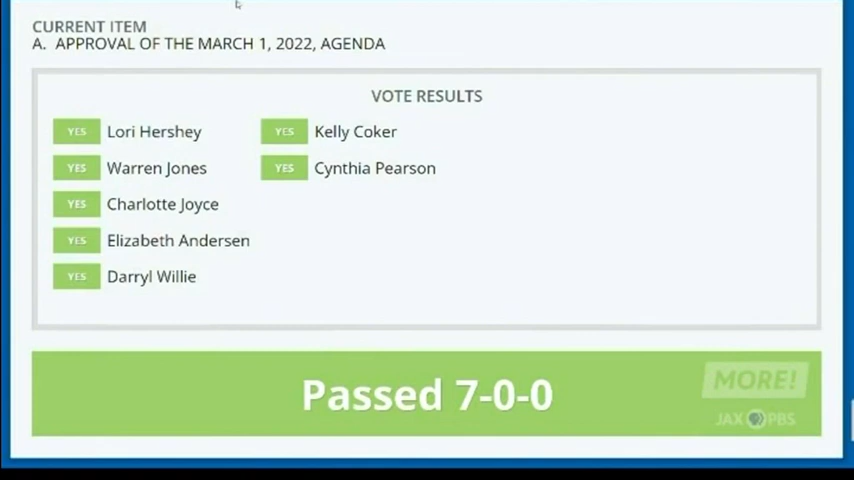 CURRENT ITEM
A. APPROVAL OF THE MARCH 1, 2022, AGENDA
VOTE RESULTS
YES Lori Hershey
YES Warren Jones
YES Charlotte Joyce
YES Elizabeth Andersen
YES Darryl Willie
YES Kelly Coker
YES Cynthia Pearson
Passed 7-0-0
MORE!
JAX PBS